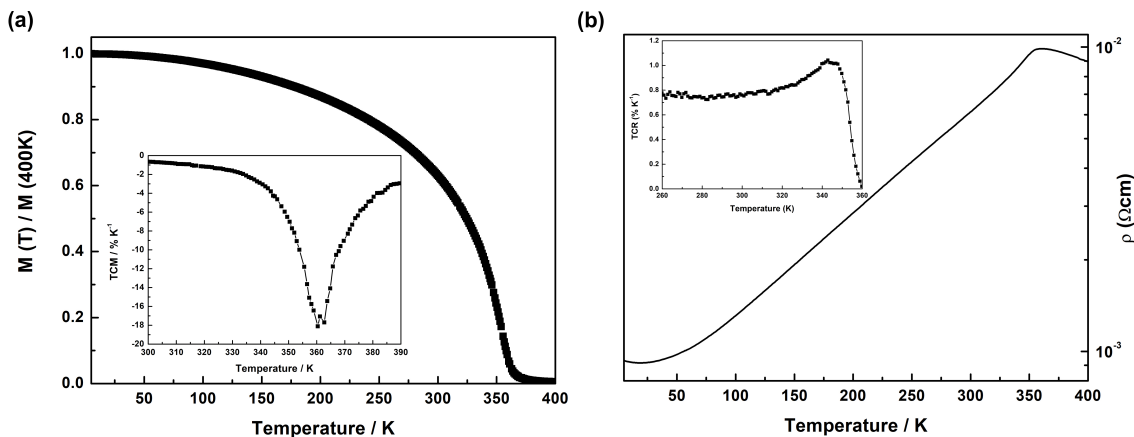 (a)
M (T) / M (400K)
1.0
0.8
0.6
0.4
0.2
0.0
50 100 150 200 250 300 350 400
Temperature / K
TCM / % K⁻¹
0
-2
-4
-6
-8
-10
-12
-14
-16
-18
-20
300 310 320 330 340 350 360 370 380 390
Temperature / K
(b)
TCR (% K⁻¹)
1.2
1.0
0.8
0.6
0.4
0.2
0.0
260 280 300 320 340 360
Temperature (K)
10⁻²
10⁻³
ρ (Ωcm)
50 100 150 200 250 300 350 400
Temperature / K